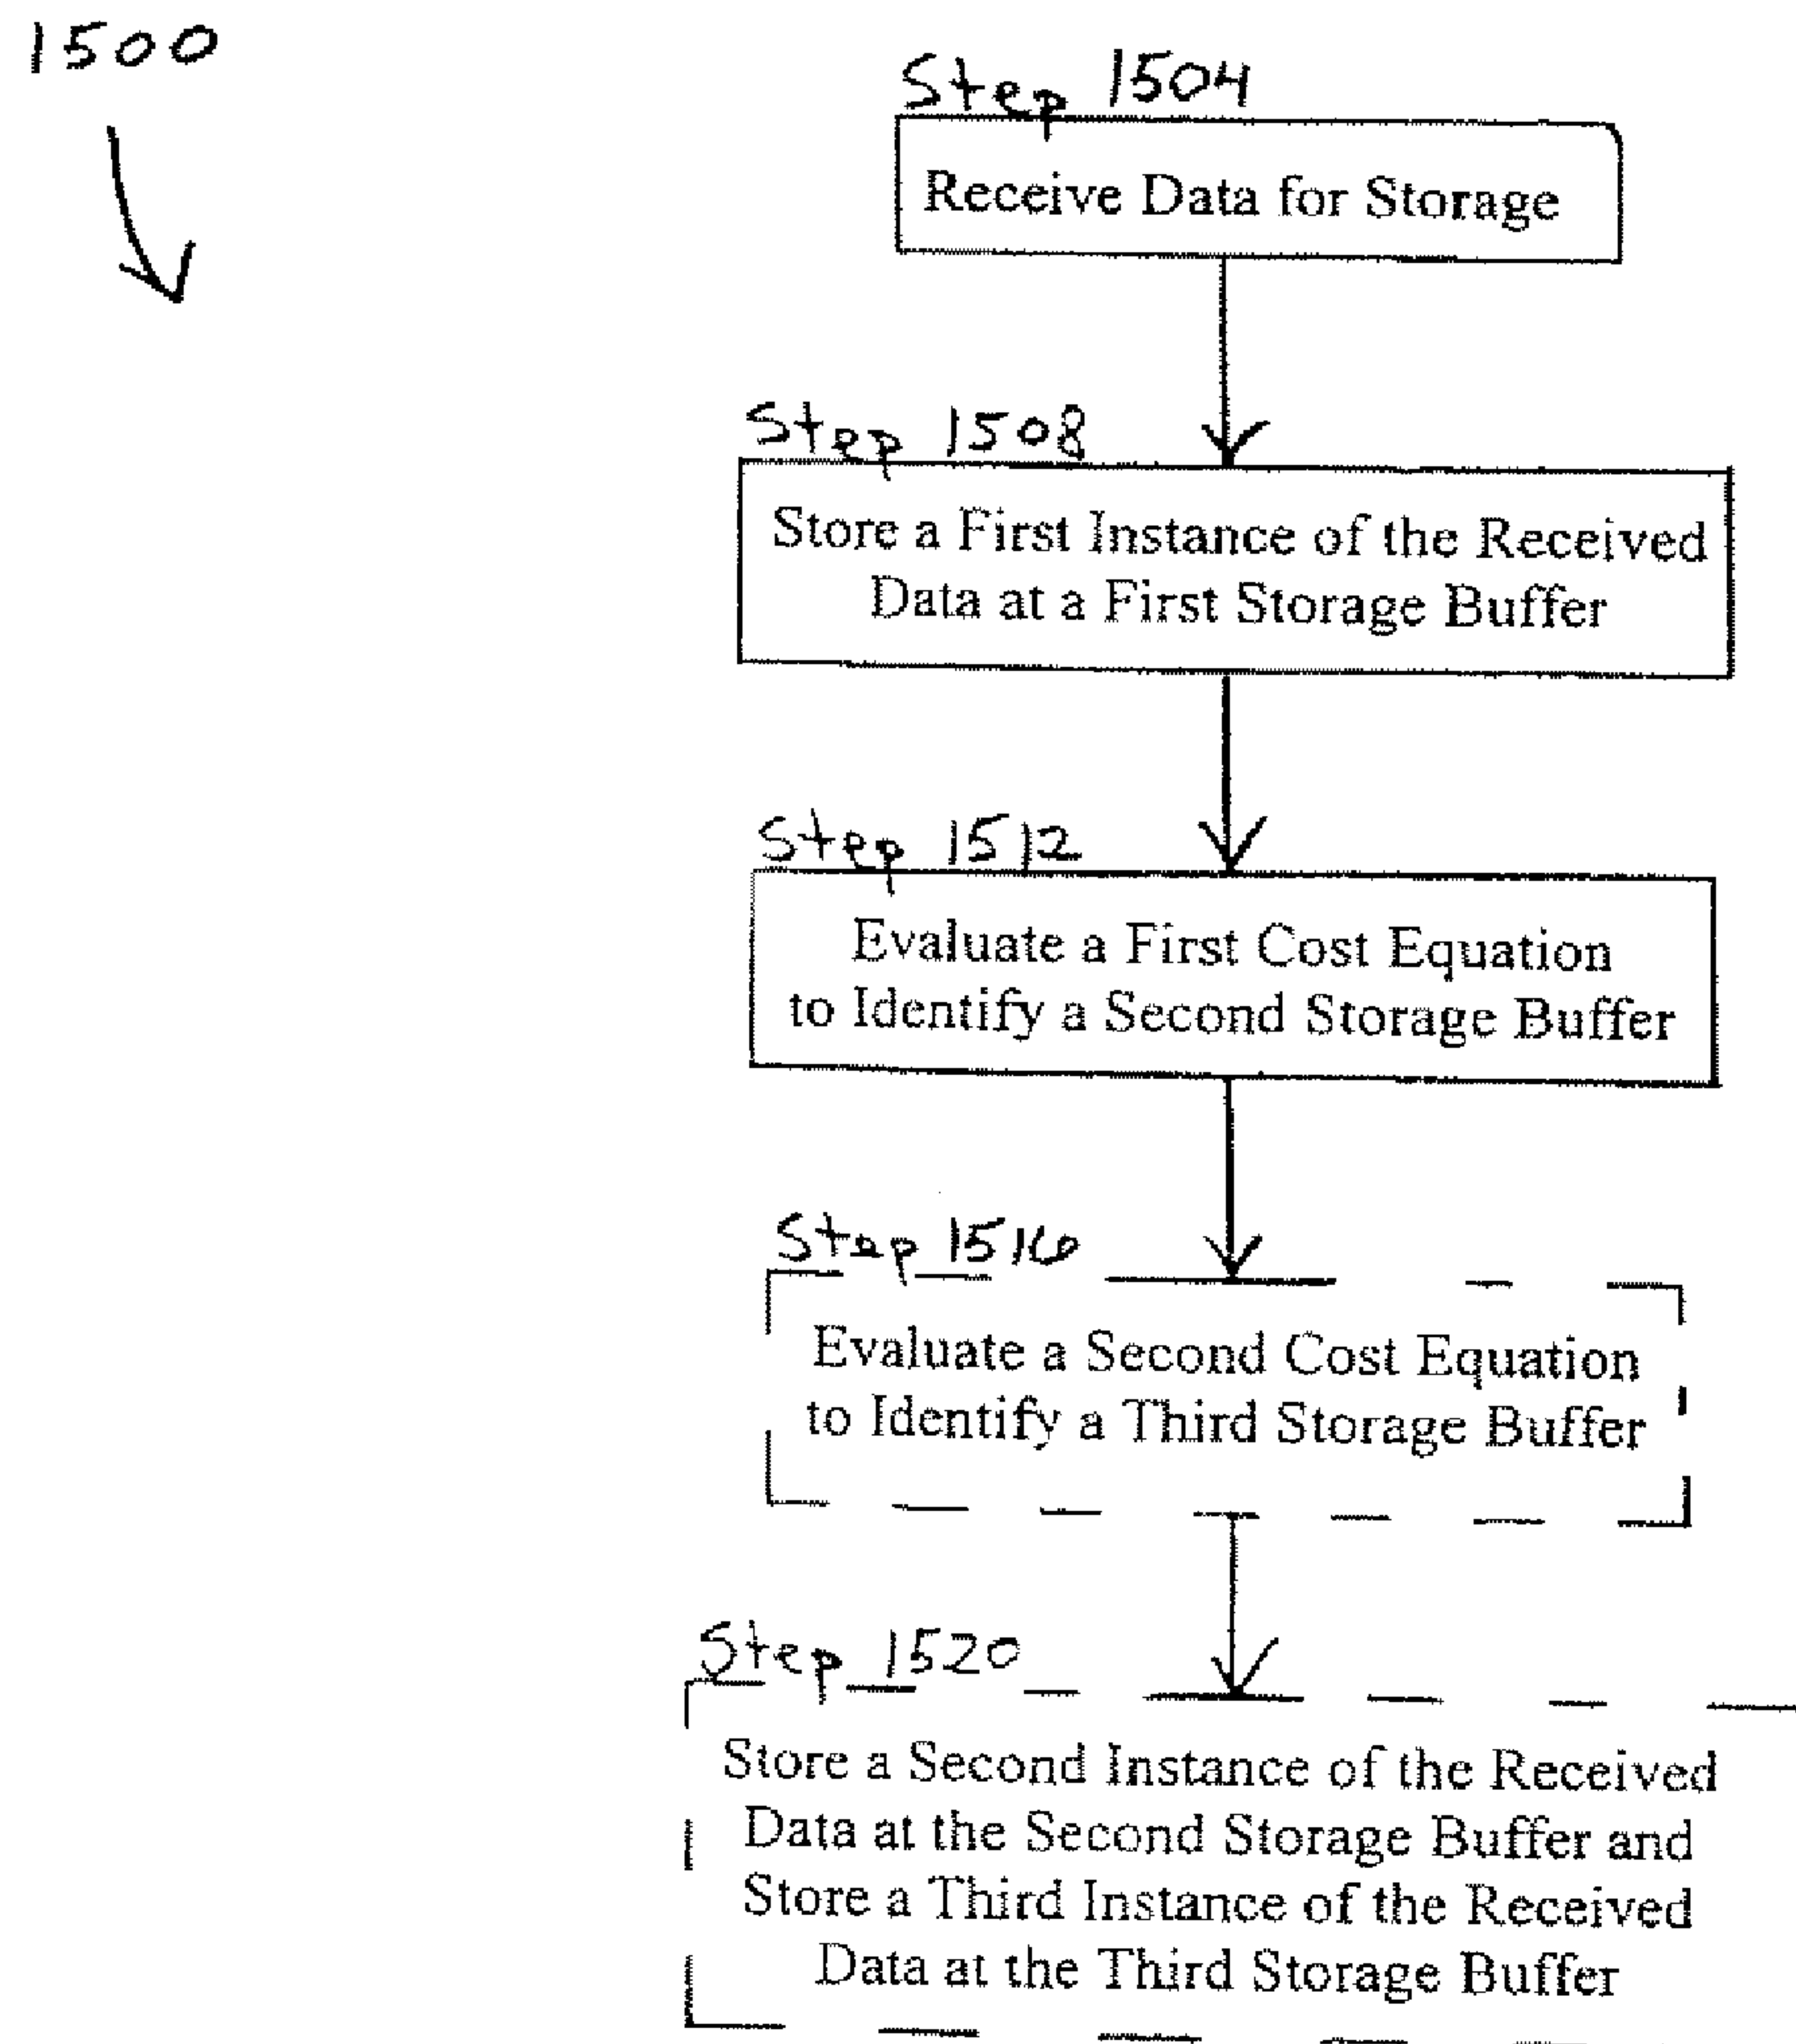 1500
Step 1504
Receive Data for Storage
Step 1508
Store a First Instance of the Received
Data at a First Storage Buffer
Step 1512
Evaluate a First Cost Equation
to Identify a Second Storage Buffer
Step 1516
Evaluate a Second Cost Equation
to Identify a Third Storage Buffer
Step 1520
Store a Second Instance of the Received
Data at the Second Storage Buffer and
Store a Third Instance of the Received
Data at the Third Storage Buffer